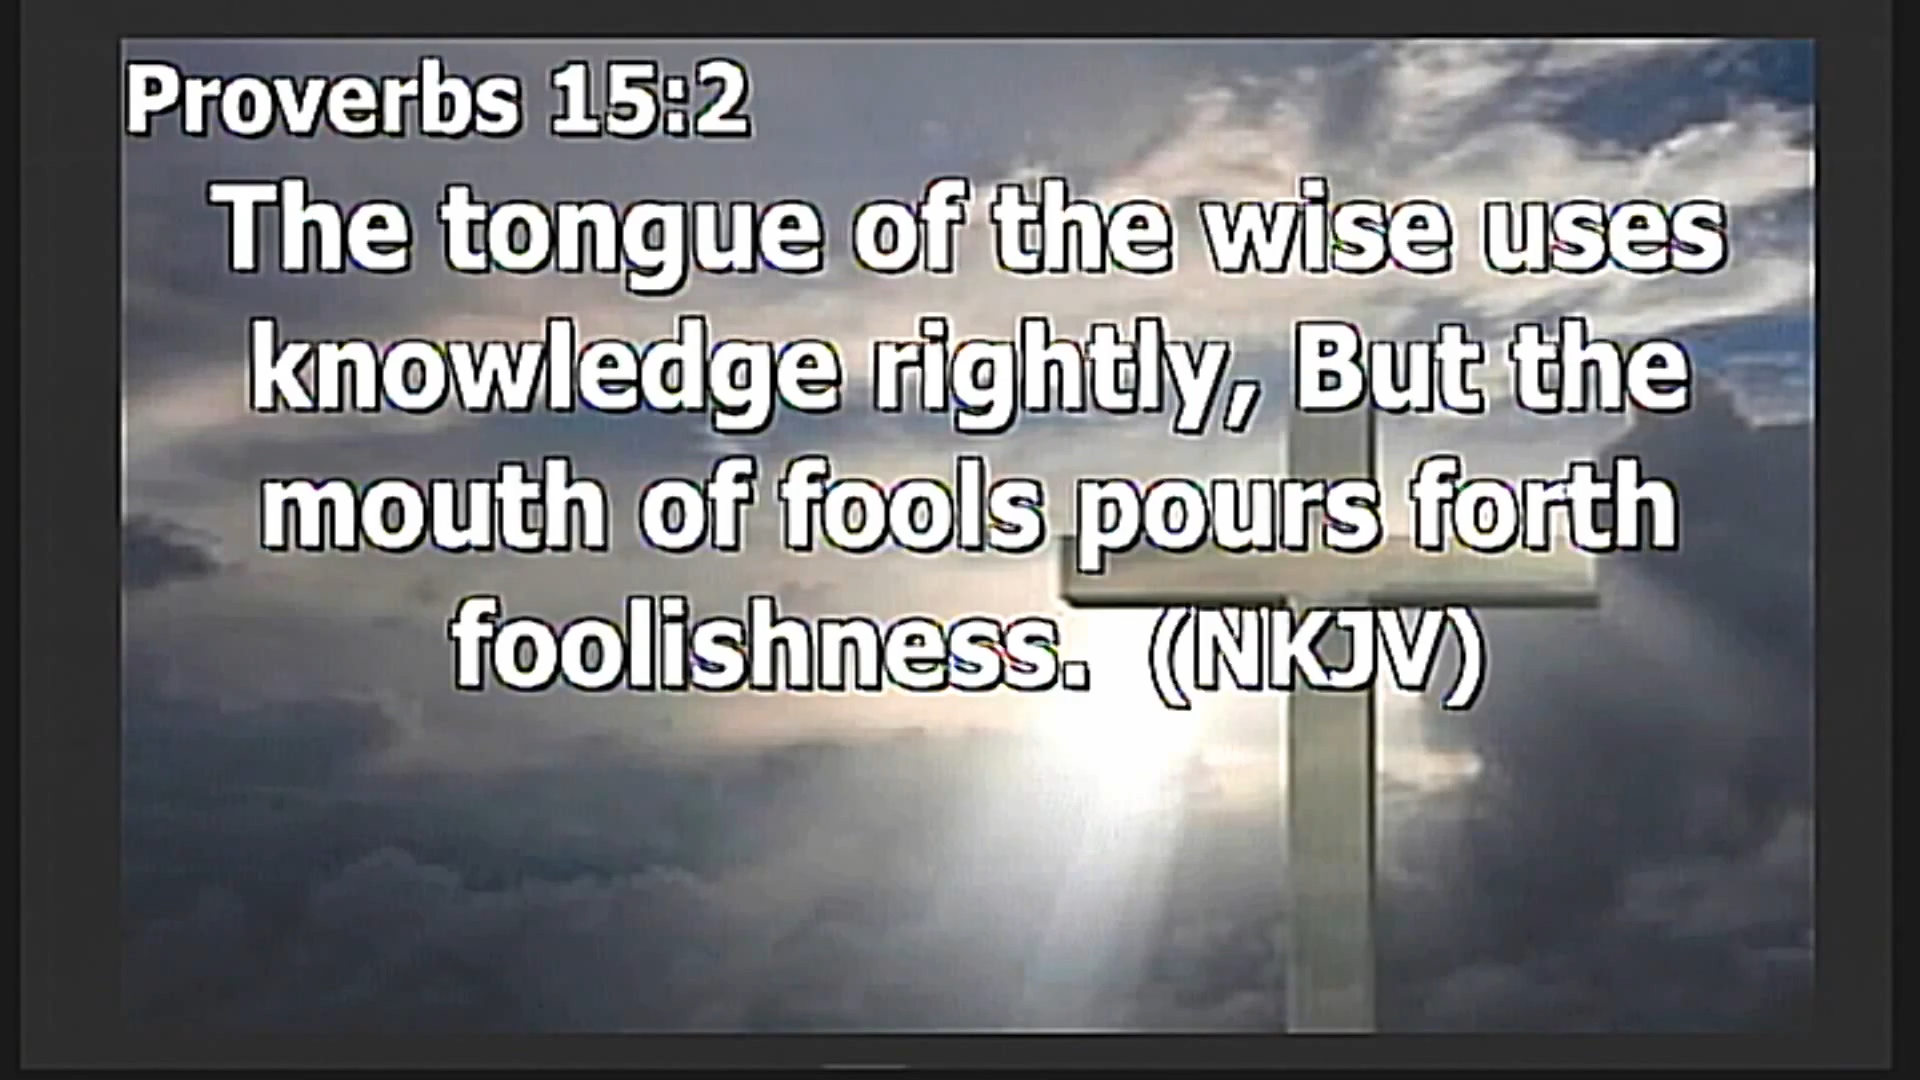 Proverbs 15:2
The tongue of the wise uses
knowledge rightly, But the
mouth of fools pours forth
foolishness.  (NKJV)